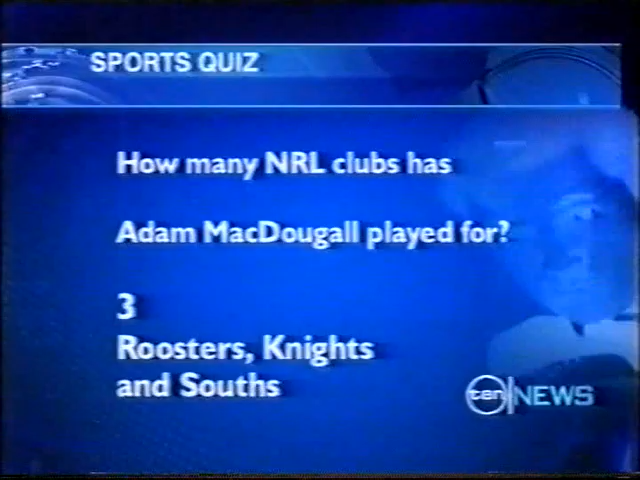 SPORTS QUIZ
How many NRL clubs has
Adam MacDougall played for?
3
Roosters, Knights
and Souths
ten NEWS